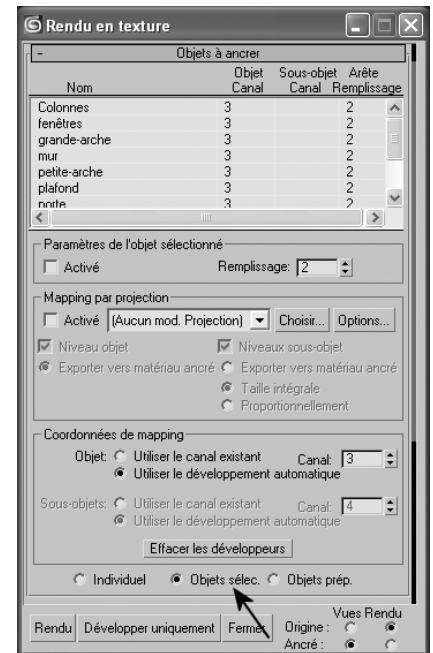 Rendu en texture
- Objets à ancrer
Objet Sous-objet Arête
Nom Canal Canal Remplissage
Colonnes 3 2
fenêtres 3 2
grande-arche 3 2
mur 3 2
petite-arche 3 2
plafond 3 2
porte 3 2
Paramètres de l'objet sélectionné
Activé Remplissage: 2
Mapping par projection
Activé (Aucun mod. Projection) Choisir... Options...
Niveau objet Niveaux sous-objet
Exporter vers matériau ancré Exporter vers matériau ancré
Taille intégrale
Proportionnellement
Coordonnées de mapping
Objet: Utiliser le canal existant Canal: 3
Utiliser le développement automatique
Sous-objets: Utiliser le canal existant Canal: 4
Utiliser le développement automatique
Effacer les développeurs
Individuel Objets sélec. Objets prép.
Vues Rendu
Rendu Développer uniquement Fermer Origine :
Ancré :